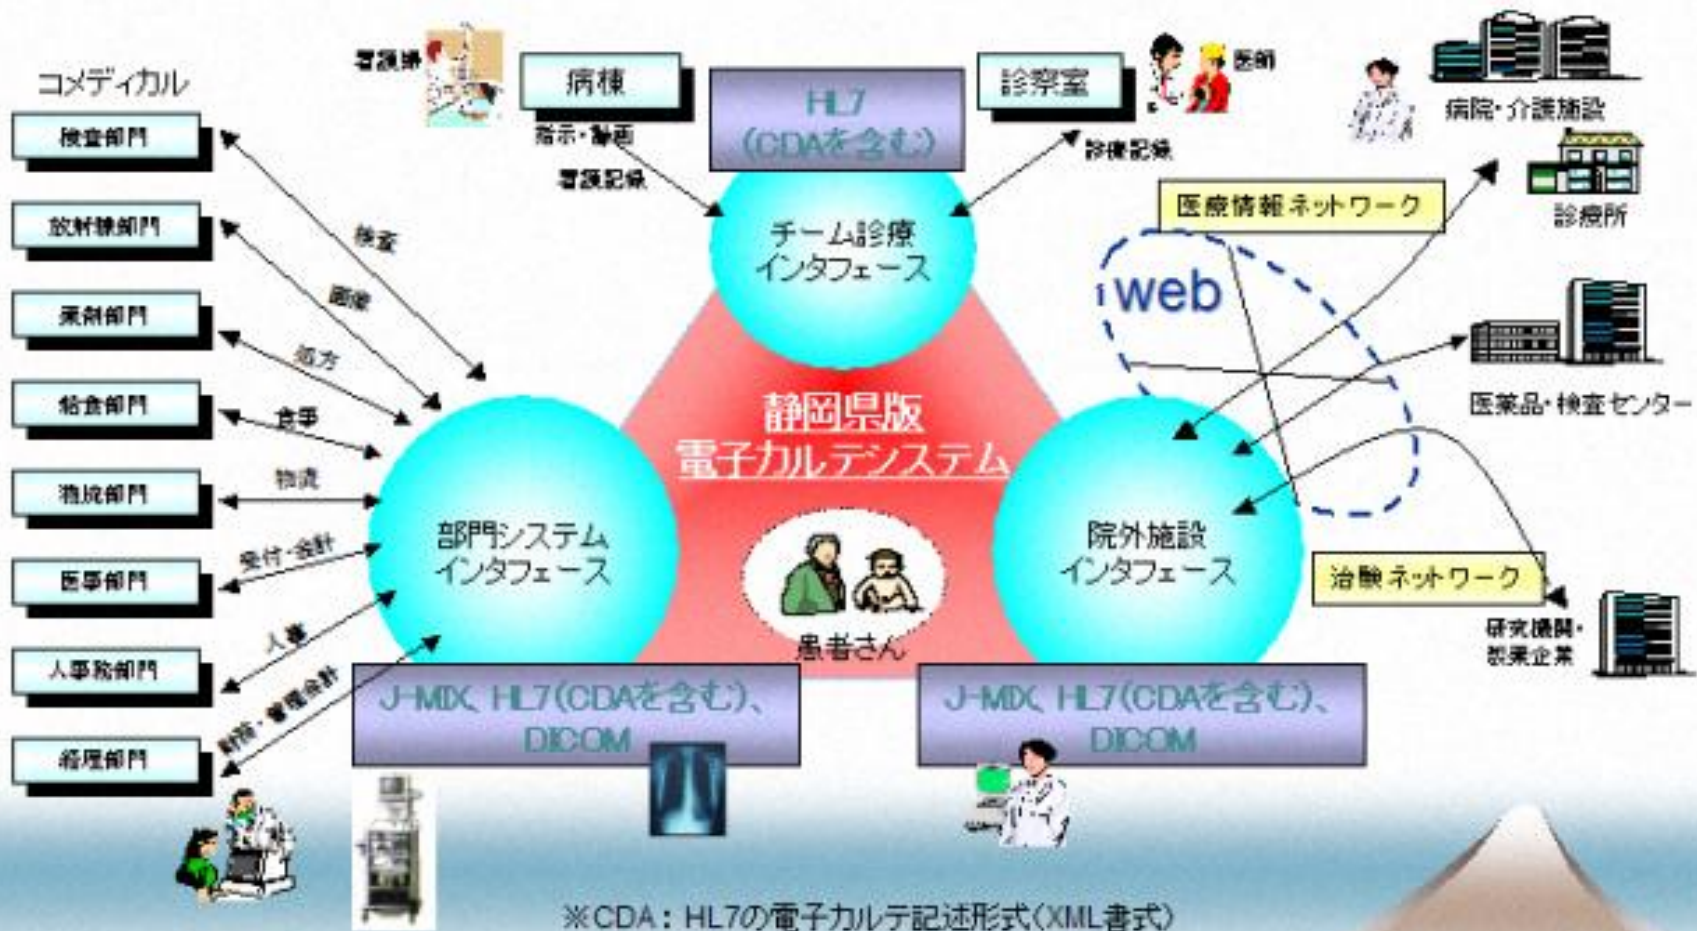 コメディカル
検査部門
放射線部門
薬剤部門
給食部門
医事部門
人事務部門
経理部門
検査
画像
処方
食事
物流
受付・会計
人事
財務・管理会計
看護婦
病棟
指示・計画
看護記録
HL7
(CDAを含む)
診察室
医師
診療記録
チーム診療
インタフェース
静岡県版
電子カルテシステム
患者さん
部門システム
インタフェース
院外施設
インタフェース
J-MIX、HL7(CDAを含む)、
DICOM
J-MIX、HL7(CDAを含む)、
DICOM
医療情報ネットワーク
web
治験ネットワーク
病院・介護施設
診療所
医薬品・検査センター
研究機関・
製薬企業
※CDA：HL7の電子カルテ記述形式(XML書式)